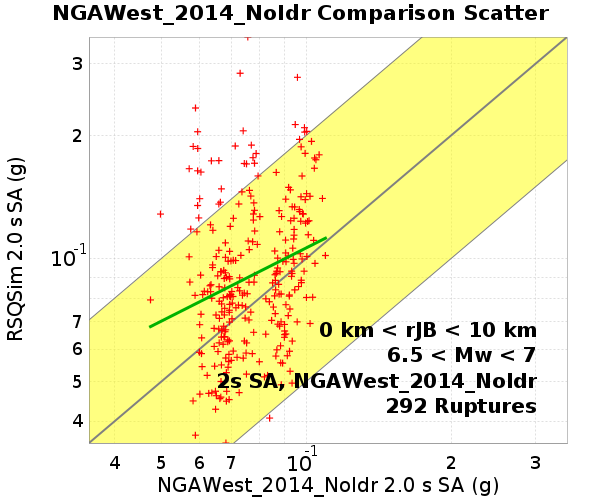 NGAWest_2014_NoIdr Comparison Scatter
RSQSim 2.0 s SA (g)
3
2
10-1
7
6
5
4
0 km < rJB < 10 km
6.5 < Mw < 7
2s SA, NGAWest_2014_NoIdr
292 Ruptures
4 5 6 7 10-1 2 3
NGAWest_2014_NoIdr 2.0 s SA (g)